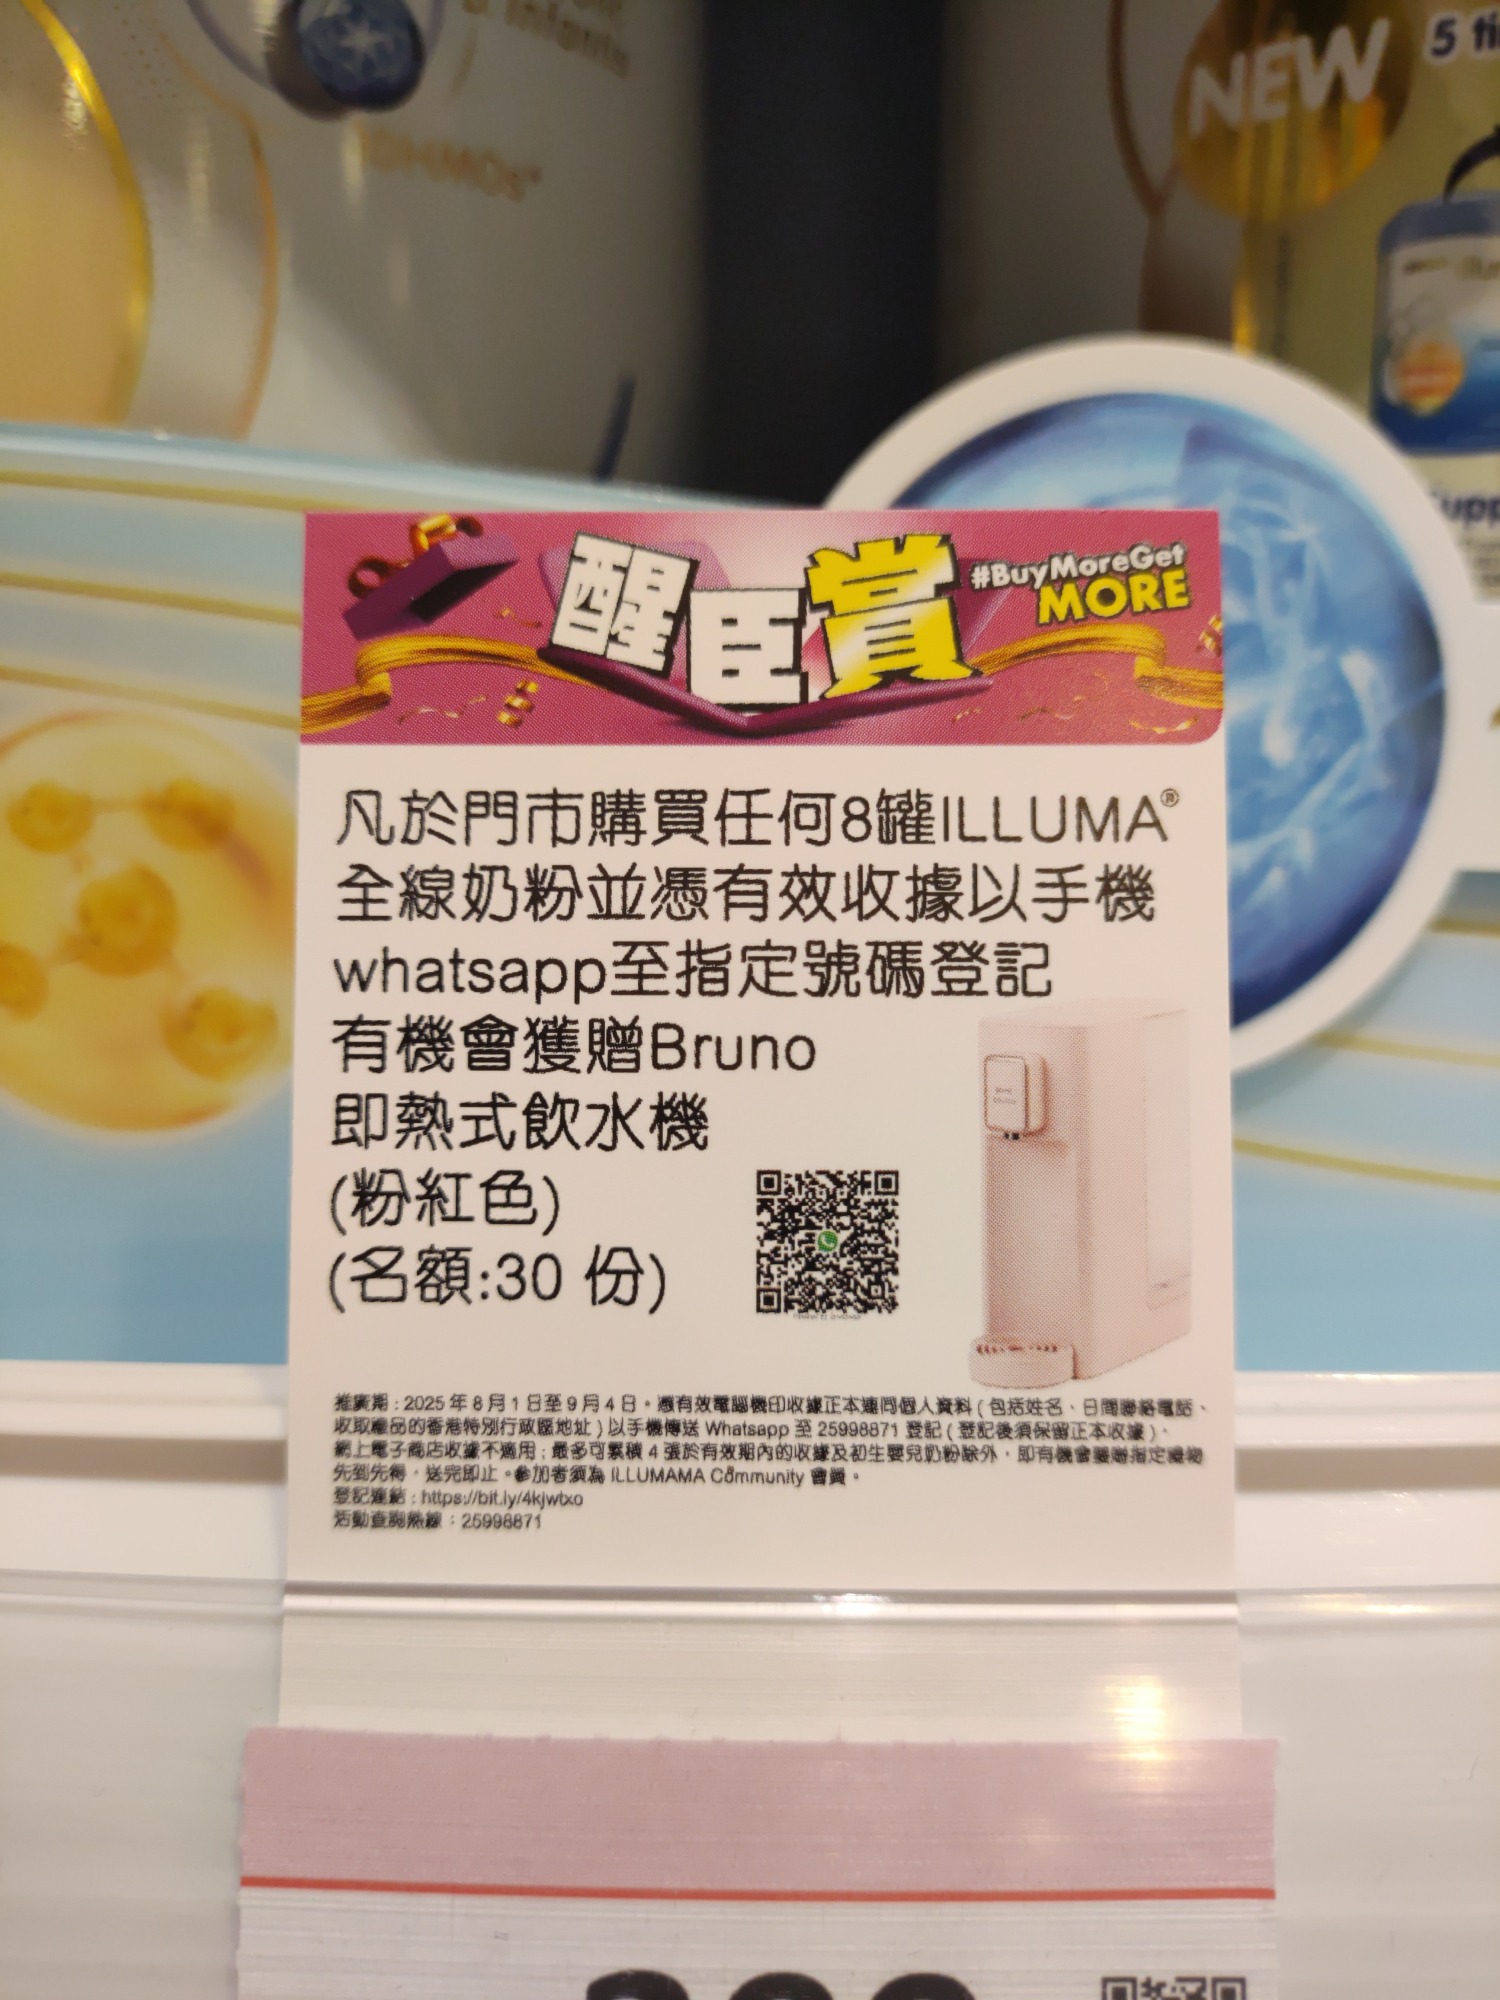 NEW
5 ti
醒臣賞
#BuyMoreGet
MORE
凡於門市購買任何8罐ILLUMA®
全線奶粉並憑有效收據以手機
whatsapp至指定號碼登記
有機會獲贈Bruno
即熱式飲水機
(粉紅色)
(名額:30 份)
推廣期:2025 年 8 月 1 日至 9 月 4 日。憑有效電腦機印收據正本連同個人資料(包括姓名、日間聯絡電話、
收取產品的香港特別行政區地址)以手機傳送 Whatsapp 至 25998871 登記(登記後須保留正本收據),
網上電子商店收據不適用;最多可累積 4 張於有效期內的收據及初生嬰兒奶粉除外,即有機會獲贈指定禮物
先到先得,送完即止。參加者須為 ILLUMAMA Community 會員。
登記連結:https://bit.ly/4kjwtxo
活動查詢熱線:25998871